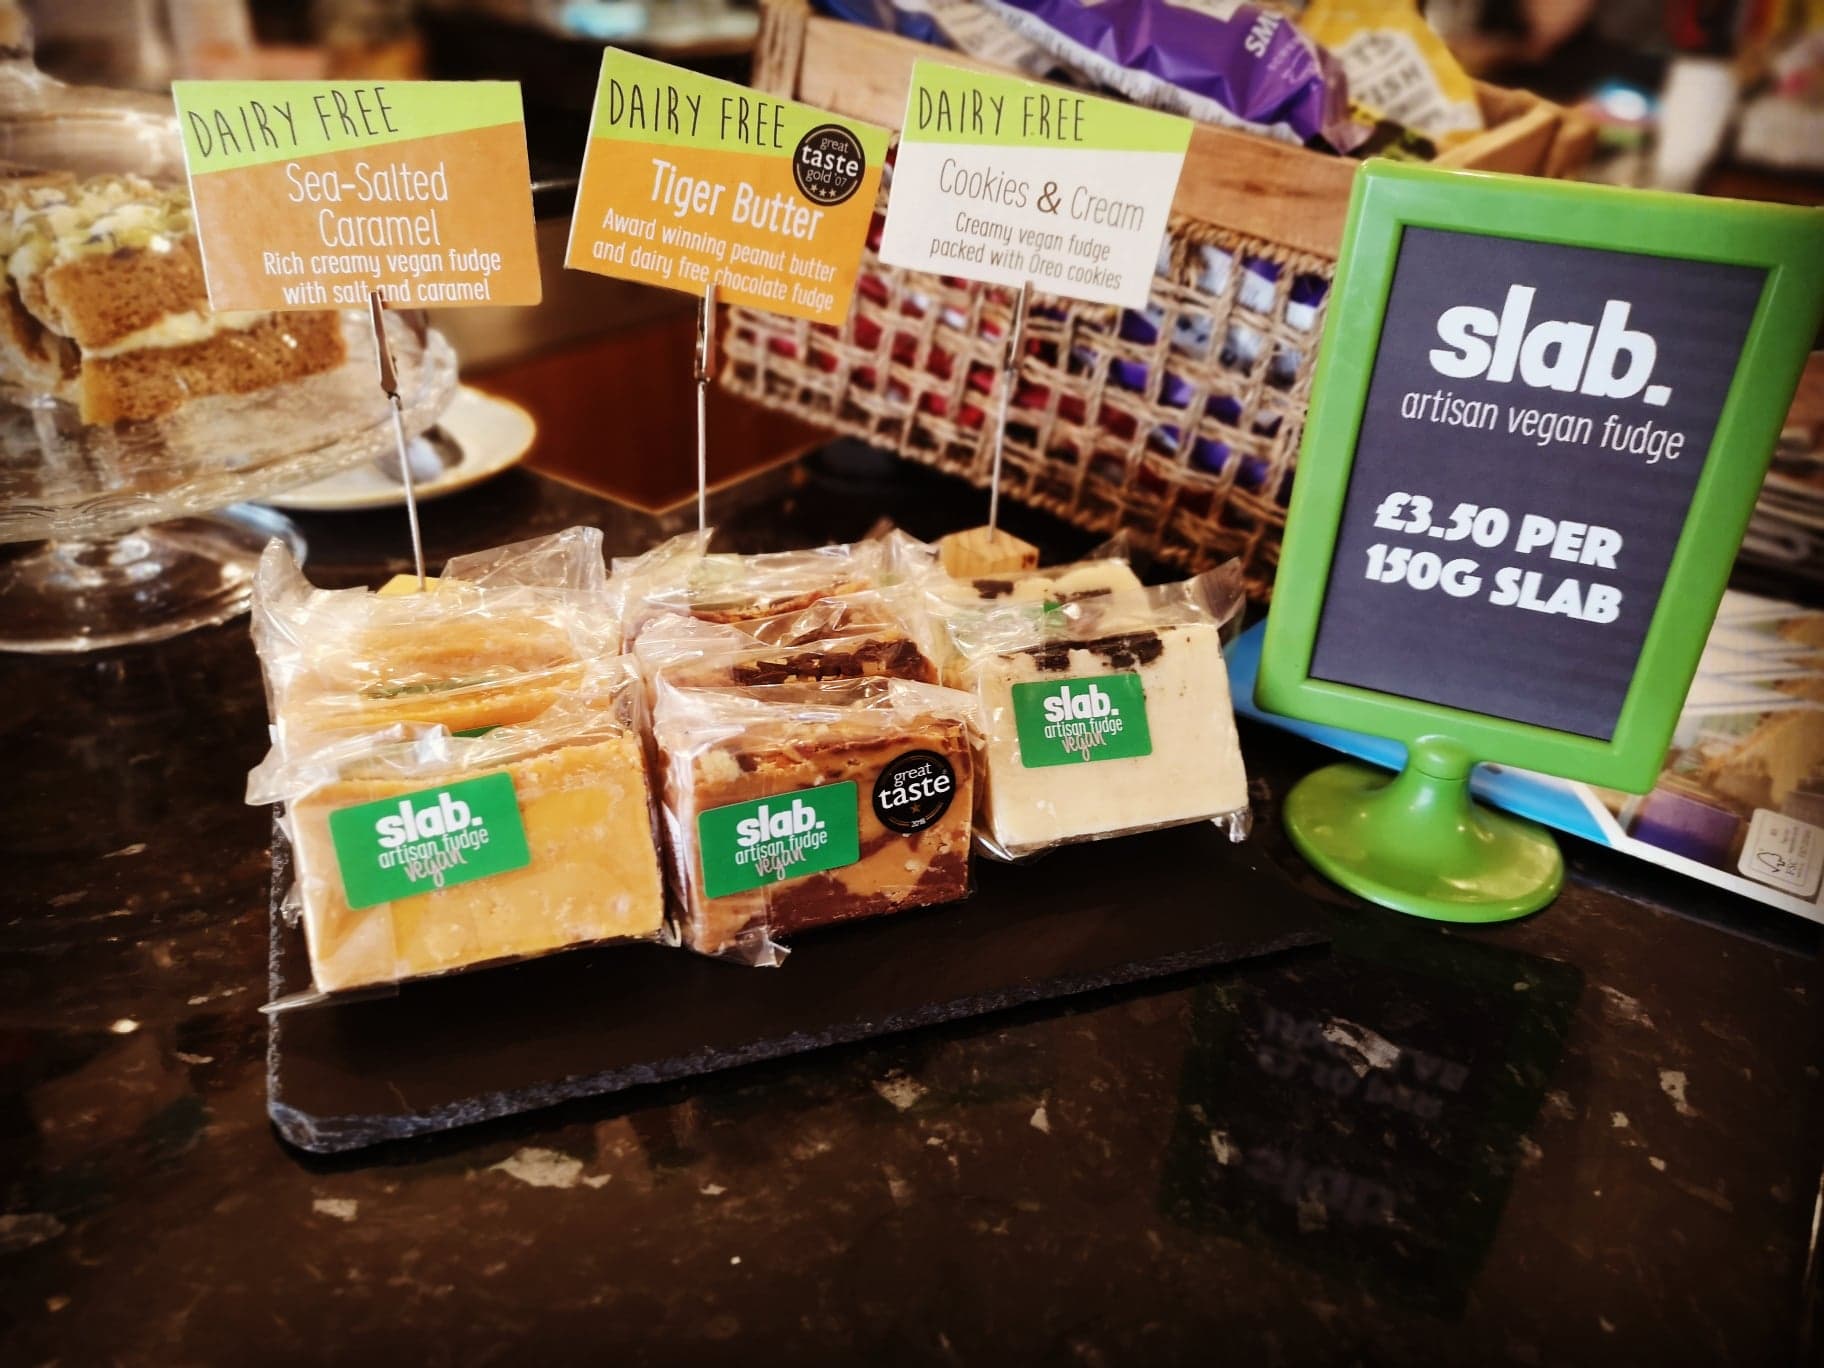 DAIRY FREE
Sea-Salted
Caramel
Rich creamy vegan fudge
with salt and caramel
DAIRY FREE
great
taste
gold '07
Tiger Butter
Award winning peanut butter
and dairy free chocolate fudge
DAIRY FREE
Cookies & Cream
Creamy vegan fudge
packed with Oreo cookies
slab.
artisan vegan fudge
£3.50 PER
150G SLAB
slab.
artisan fudge
vegan
slab.
artisan fudge
vegan
great
taste
slab.
artisan fudge
vegan
FSC